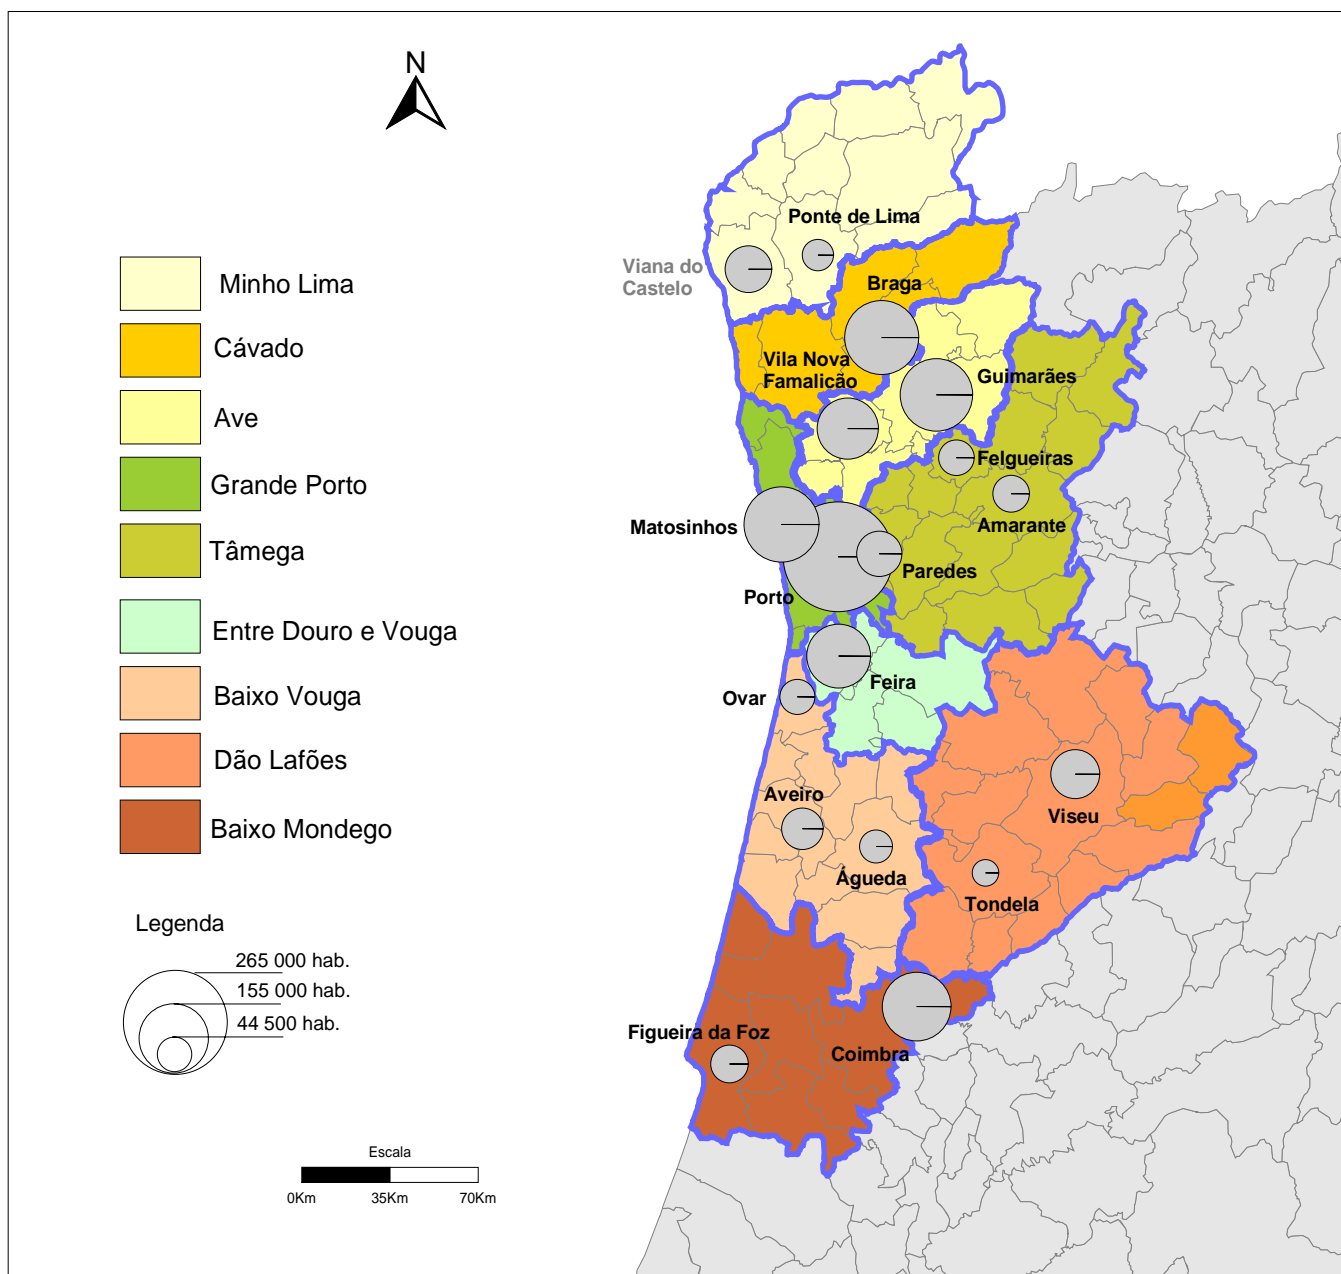 N
Ponte de Lima
Viana do
Castelo
Braga
Vila Nova
Famalicão
Guimarães
Felgueiras
Amarante
Matosinhos
Paredes
Porto
Feira
Ovar
Aveiro
Viseu
Águeda
Tondela
Figueira da Foz
Coimbra
Minho Lima
Cávado
Ave
Grande Porto
Tâmega
Entre Douro e Vouga
Baixo Vouga
Dão Lafões
Baixo Mondego
Legenda
265 000 hab.
155 000 hab.
44 500 hab.
Escala
0Km 35Km 70Km